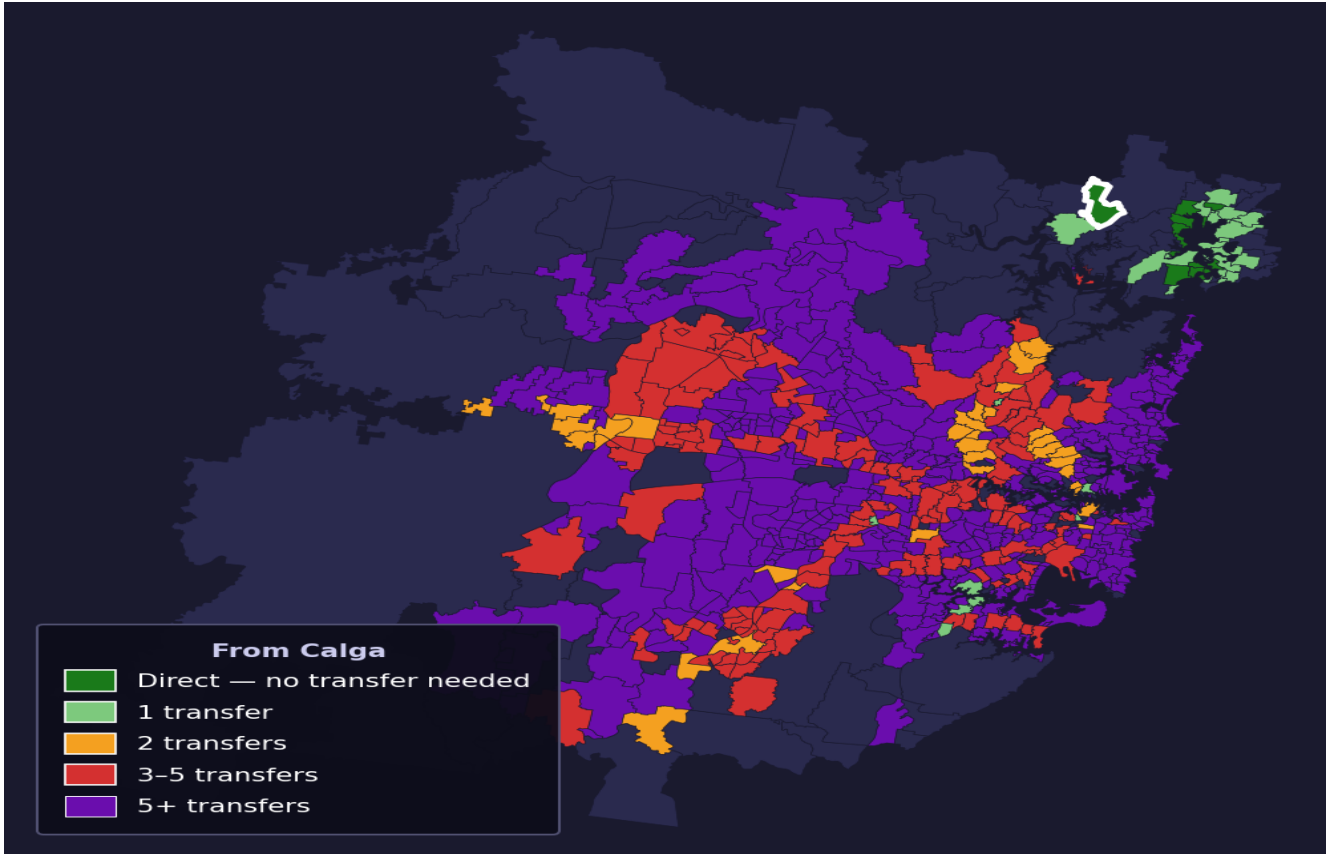 From Calga
Direct — no transfer needed
1 transfer
2 transfers
3–5 transfers
5+ transfers